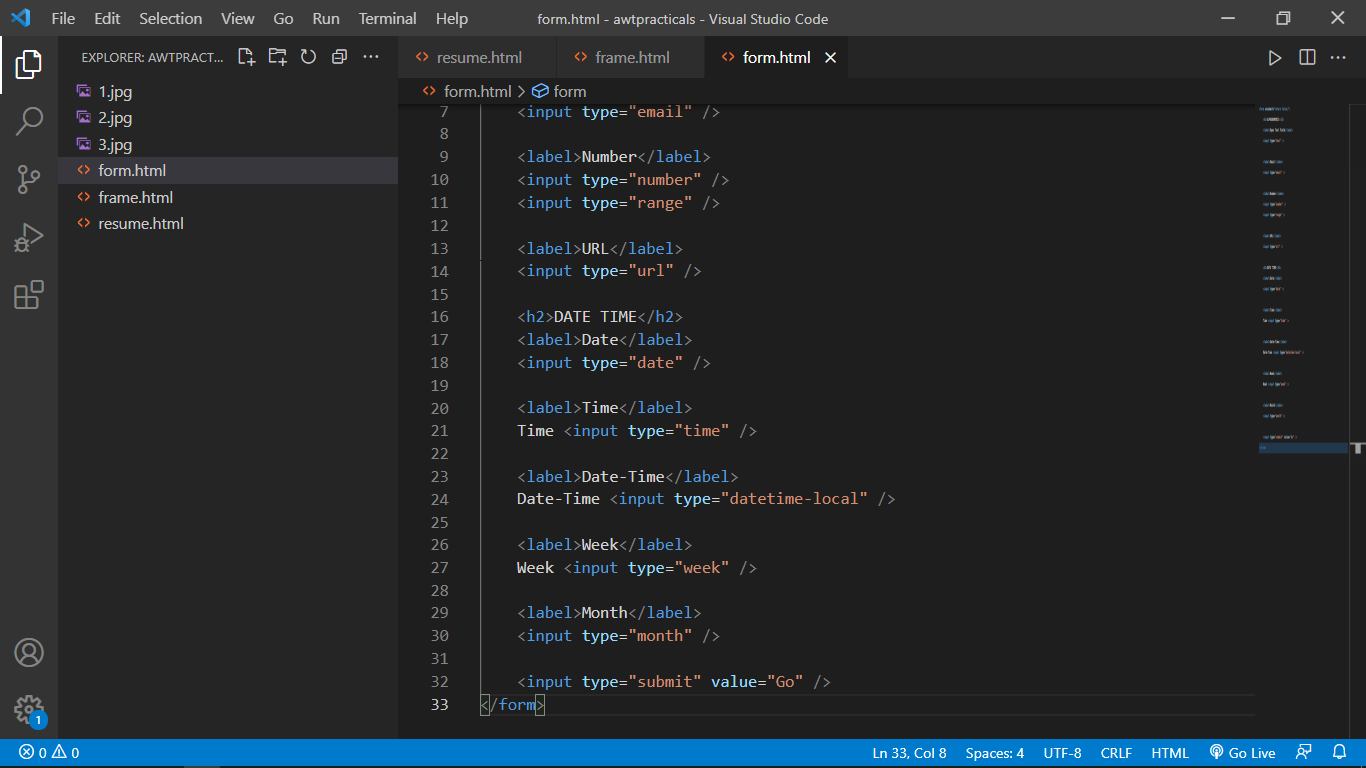 File Edit Selection View Go Run Terminal Help form.html - awtpracticals - Visual Studio Code
EXPLORER: AWTPRACT...
1.jpg
2.jpg
3.jpg
form.html
frame.html
resume.html
resume.html frame.html form.html
form.html > form
7 <input type="email" />
8
9 <label>Number</label>
10 <input type="number" />
11 <input type="range" />
12
13 <label>URL</label>
14 <input type="url" />
15
16 <h2>DATE TIME</h2>
17 <label>Date</label>
18 <input type="date" />
19
20 <label>Time</label>
21 Time <input type="time" />
22
23 <label>Date-Time</label>
24 Date-Time <input type="datetime-local" />
25
26 <label>Week</label>
27 Week <input type="week" />
28
29 <label>Month</label>
30 <input type="month" />
31
32 <input type="submit" value="Go" />
33 </form>
1
0 0 Ln 33, Col 8 Spaces: 4 UTF-8 CRLF HTML Go Live